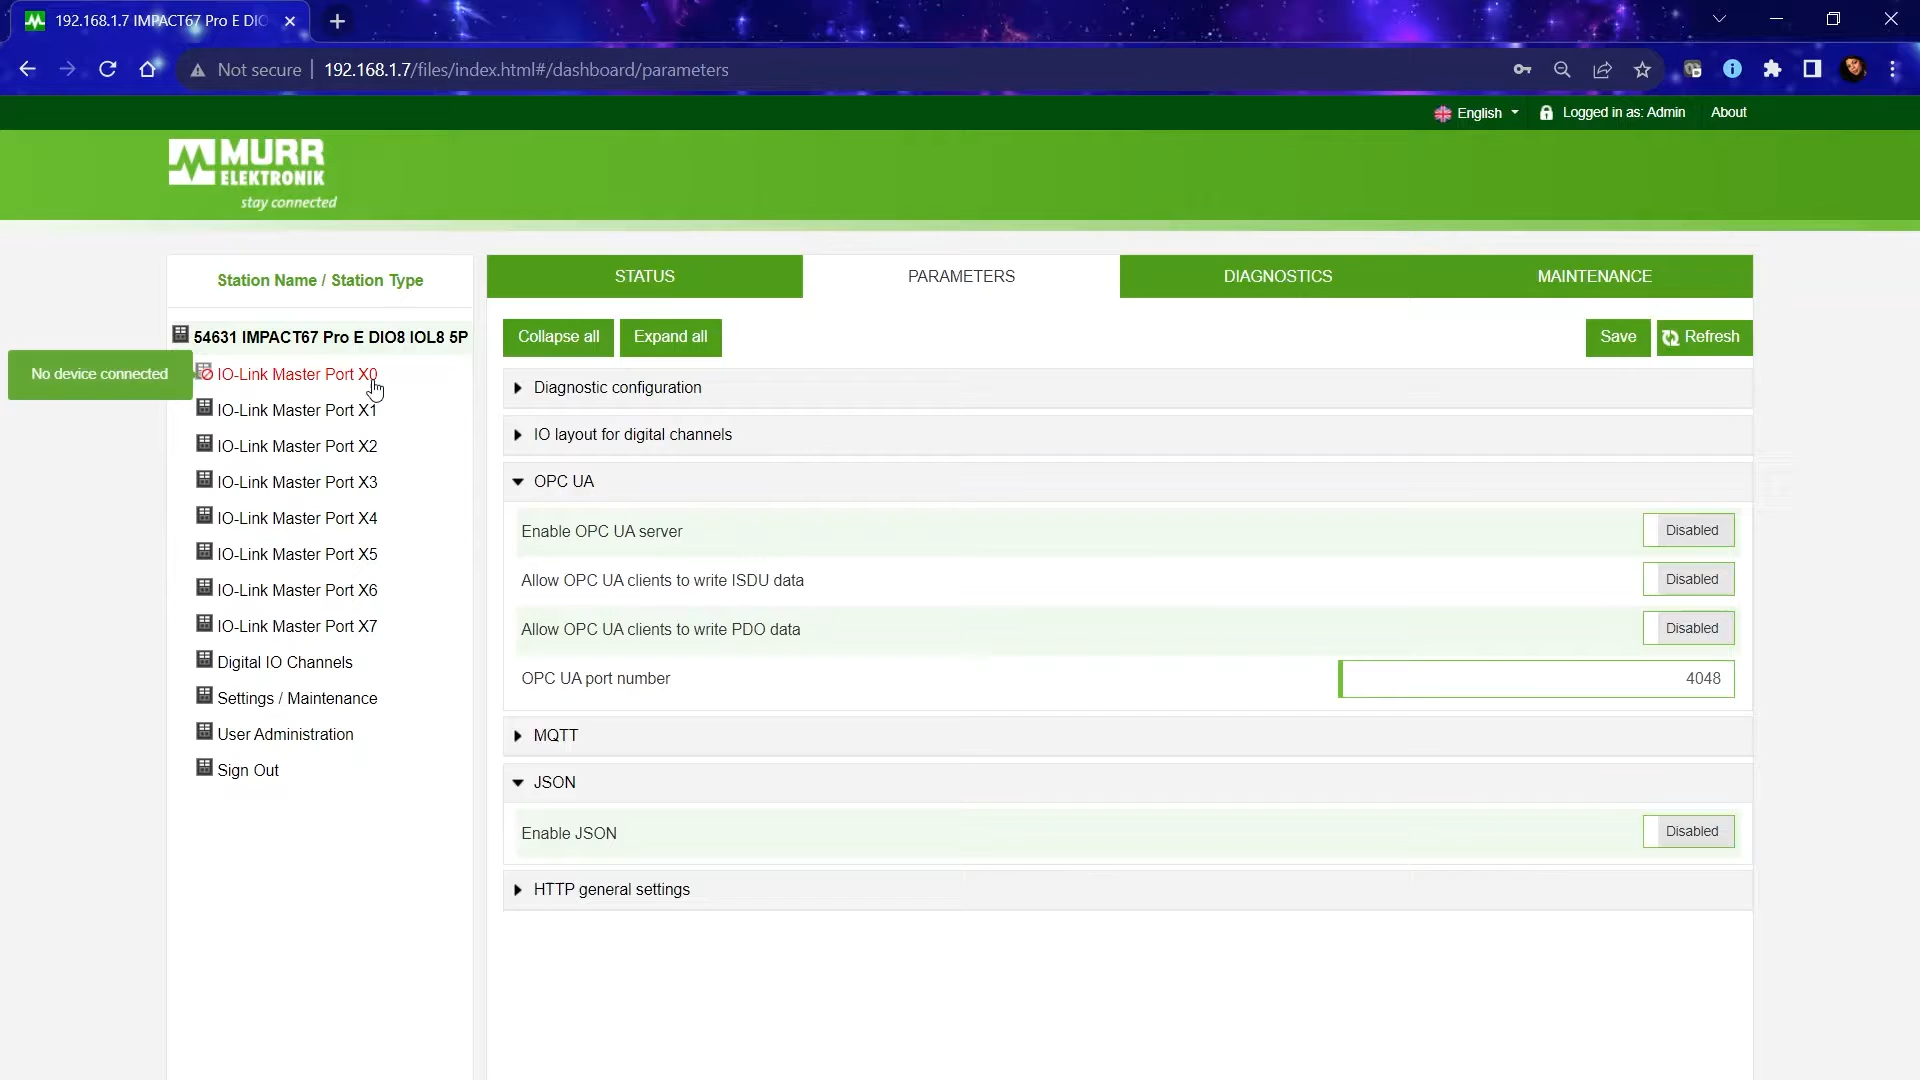 192.168.1.7 IMPACT67 Pro E DIO
Not secure | 192.168.1.7/files/index.html#/dashboard/parameters
English Logged in as: Admin About
MURR
ELEKTRONIK
stay connected
Station Name / Station Type
STATUS PARAMETERS DIAGNOSTICS MAINTENANCE
54631 IMPACT67 Pro E DIO8 IOL8 5P
No device connected
IO-Link Master Port X0
IO-Link Master Port X1
IO-Link Master Port X2
IO-Link Master Port X3
IO-Link Master Port X4
IO-Link Master Port X5
IO-Link Master Port X6
IO-Link Master Port X7
Digital IO Channels
Settings / Maintenance
User Administration
Sign Out
Collapse all Expand all Save Refresh
Diagnostic configuration
IO layout for digital channels
OPC UA
Enable OPC UA server Disabled
Allow OPC UA clients to write ISDU data Disabled
Allow OPC UA clients to write PDO data Disabled
OPC UA port number 4048
MQTT
JSON
Enable JSON Disabled
HTTP general settings